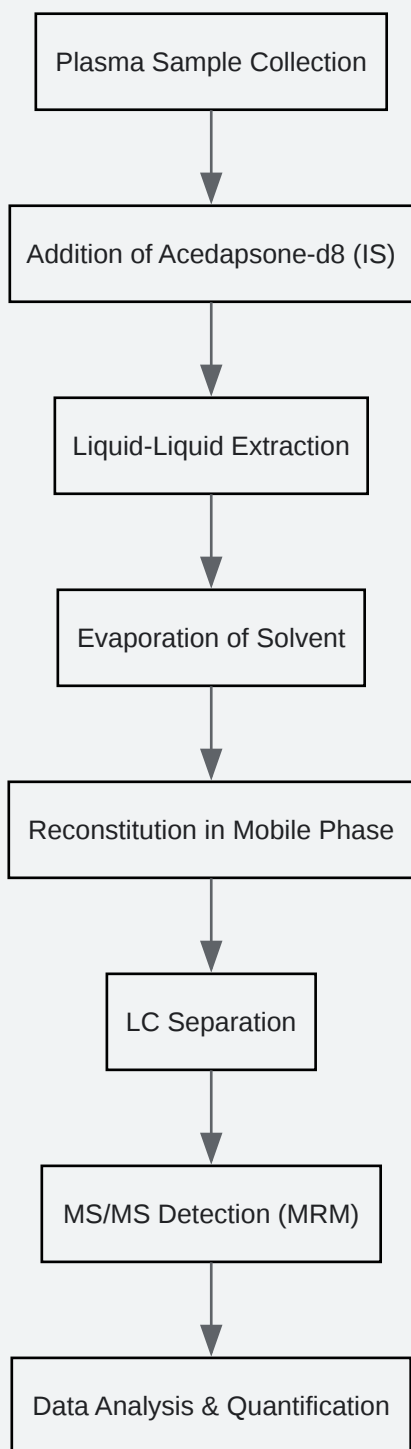 Plasma Sample Collection
Addition of Acedapsone-d8 (IS)
Liquid-Liquid Extraction
Evaporation of Solvent
Reconstitution in Mobile Phase
LC Separation
MS/MS Detection (MRM)
Data Analysis & Quantification